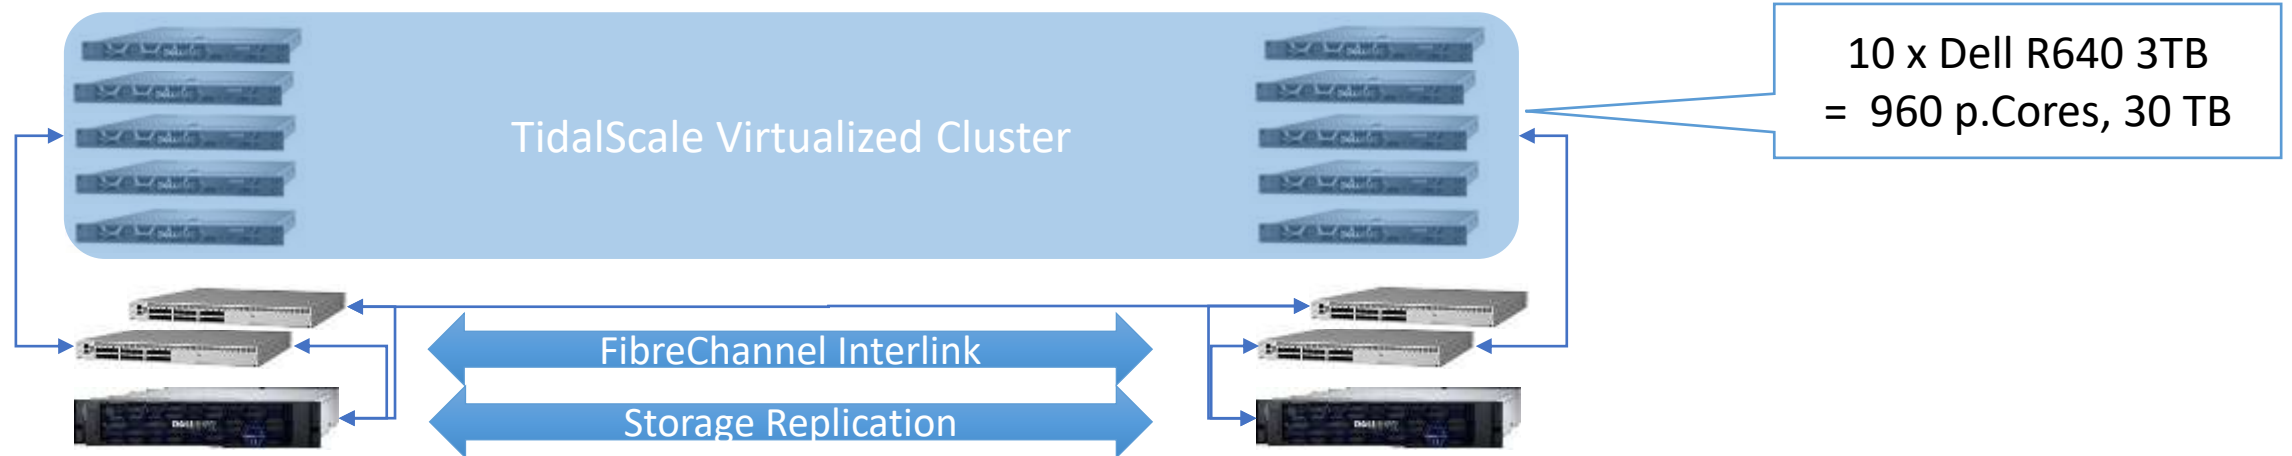 TidalScale Virtualized Cluster
10 x Dell R640 3TB
= 960 p.Cores, 30 TB
FibreChannel Interlink
Storage Replication